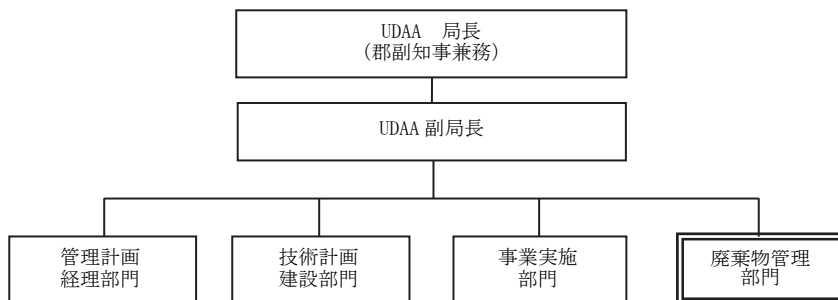 UDAA　局長
(郡副知事兼務)
UDAA 副局長
管理計画
経理部門
技術計画
建設部門
事業実施
部門
廃棄物管理
部門